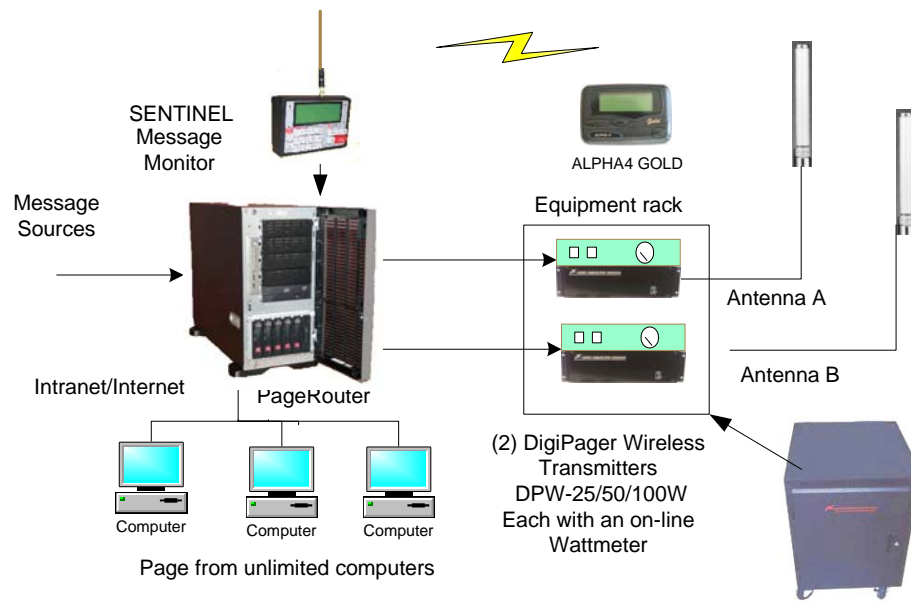 SENTINEL
Message
Monitor
ALPHA4 GOLD
Message
Sources
Equipment rack
Antenna A
Antenna B
Intranet/Internet
PageRouter
(2) DigiPager Wireless
Transmitters
DPW-25/50/100W
Each with an on-line
Wattmeter
Computer
Computer
Computer
Page from unlimited computers